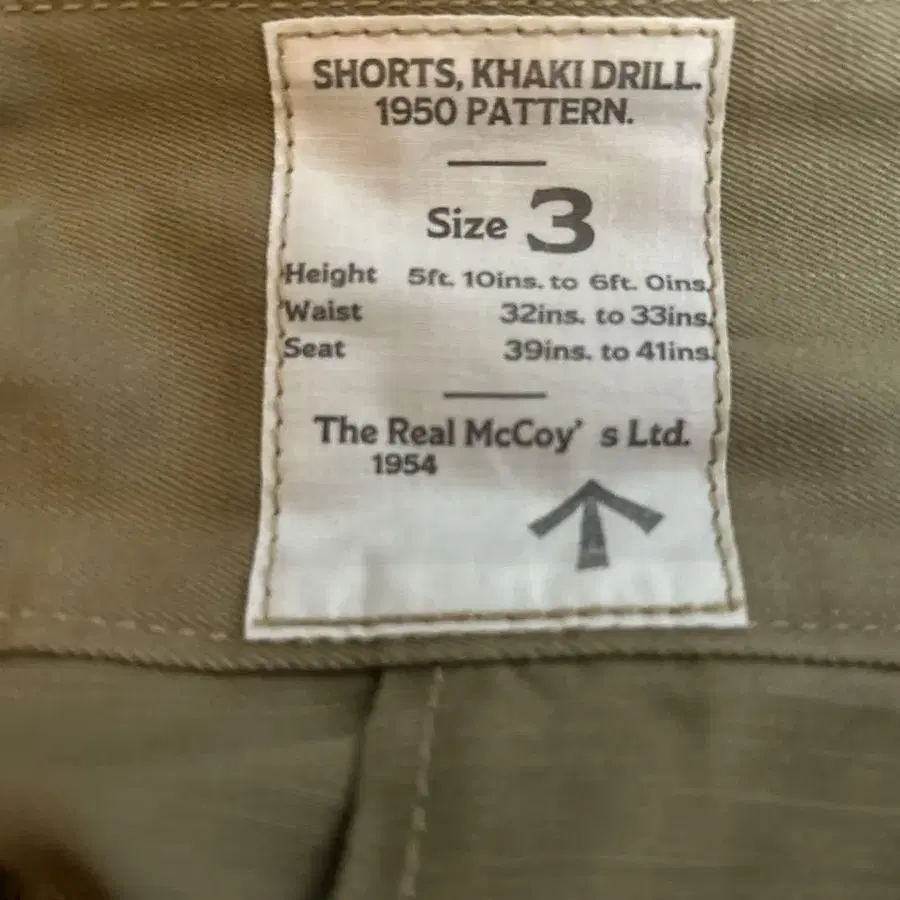 SHORTS, KHAKI DRILL.
1950 PATTERN.
Size 3
Height 5ft. 10ins. to 6ft. 0ins.
Waist 32ins. to 33ins.
Seat 39ins. to 41ins.
The Real McCoy's Ltd.
1954